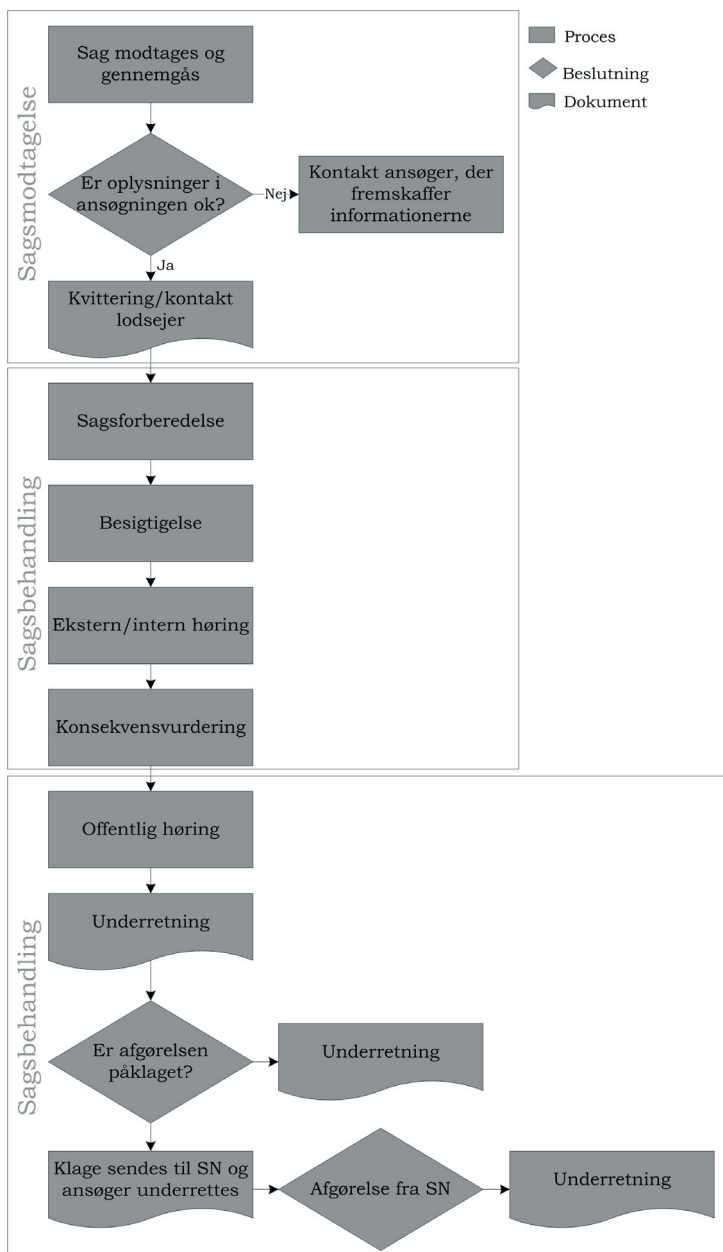 Sag modtages og
gennemgås
Proces
Beslutning
Dokument
Sagsmodtagelse
Er oplysninger i
ansøgningen ok?
Nej
Kontakt ansøger, der
fremskaffer
informationerne
Ja
Kvittering/kontakt
lodsejer
Sagsbehandling
Sagsforberedelse
Besigtigelse
Ekstern/intern høring
Konsekvensvurdering
Sagsbehandling
Offentlig høring
Underretning
Er afgørelsen
påklaget?
Underretning
Klage sendes til SN og
ansøger underrettes
Afgørelse fra SN
Underretning